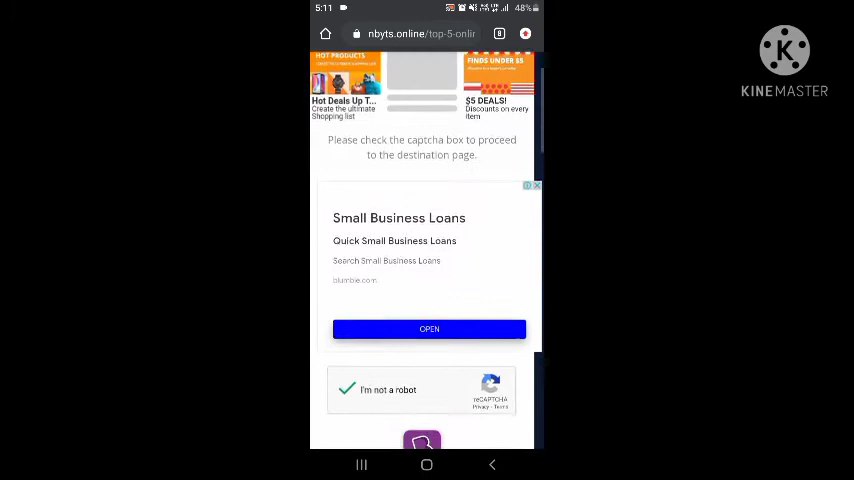 5:11
48%
nbyts.online/top-5-onlir
8
HOT PRODUCTS
FINDS UNDER $5
Hot Deals Up T...
Create the ultimate
Shopping list
$5 DEALS!
Discounts on every
item
Please check the captcha box to proceed
to the destination page.
Small Business Loans
Quick Small Business Loans
Search Small Business Loans
blumble.com
OPEN
I'm not a robot
reCAPTCHA
Privacy - Terms
K
KINEMASTER